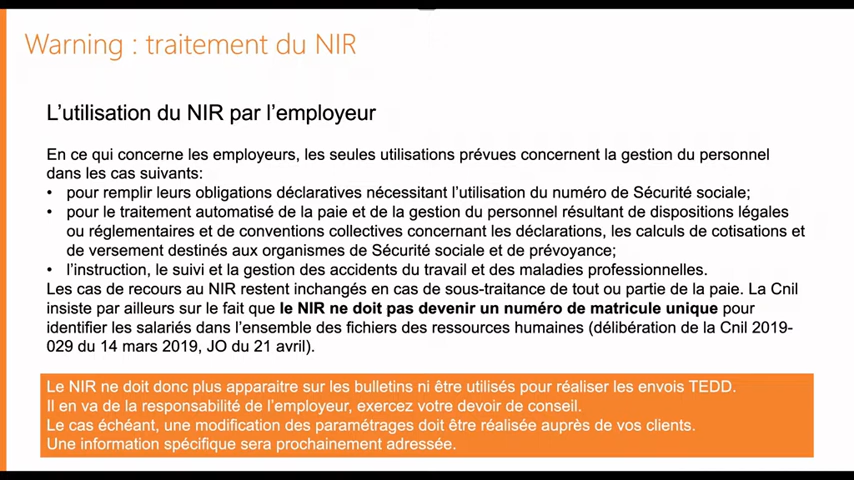 Warning : traitement du NIR
L’utilisation du NIR par l’employeur
En ce qui concerne les employeurs, les seules utilisations prévues concernent la gestion du personnel
dans les cas suivants:
• pour remplir leurs obligations déclaratives nécessitant l’utilisation du numéro de Sécurité sociale;
• pour le traitement automatisé de la paie et de la gestion du personnel résultant de dispositions légales
ou réglementaires et de conventions collectives concernant les déclarations, les calculs de cotisations et
de versement destinés aux organismes de Sécurité sociale et de prévoyance;
• l’instruction, le suivi et la gestion des accidents du travail et des maladies professionnelles.
Les cas de recours au NIR restent inchangés en cas de sous-traitance de tout ou partie de la paie. La Cnil
insiste par ailleurs sur le fait que le NIR ne doit pas devenir un numéro de matricule unique pour
identifier les salariés dans l’ensemble des fichiers des ressources humaines (délibération de la Cnil 2019-
029 du 14 mars 2019, JO du 21 avril).
Le NIR ne doit donc plus apparaitre sur les bulletins ni être utilisés pour réaliser les envois TEDD.
Il en va de la responsabilité de l’employeur, exercez votre devoir de conseil.
Le cas échéant, une modification des paramétrages doit être réalisée auprès de vos clients.
Une information spécifique sera prochainement adressée.